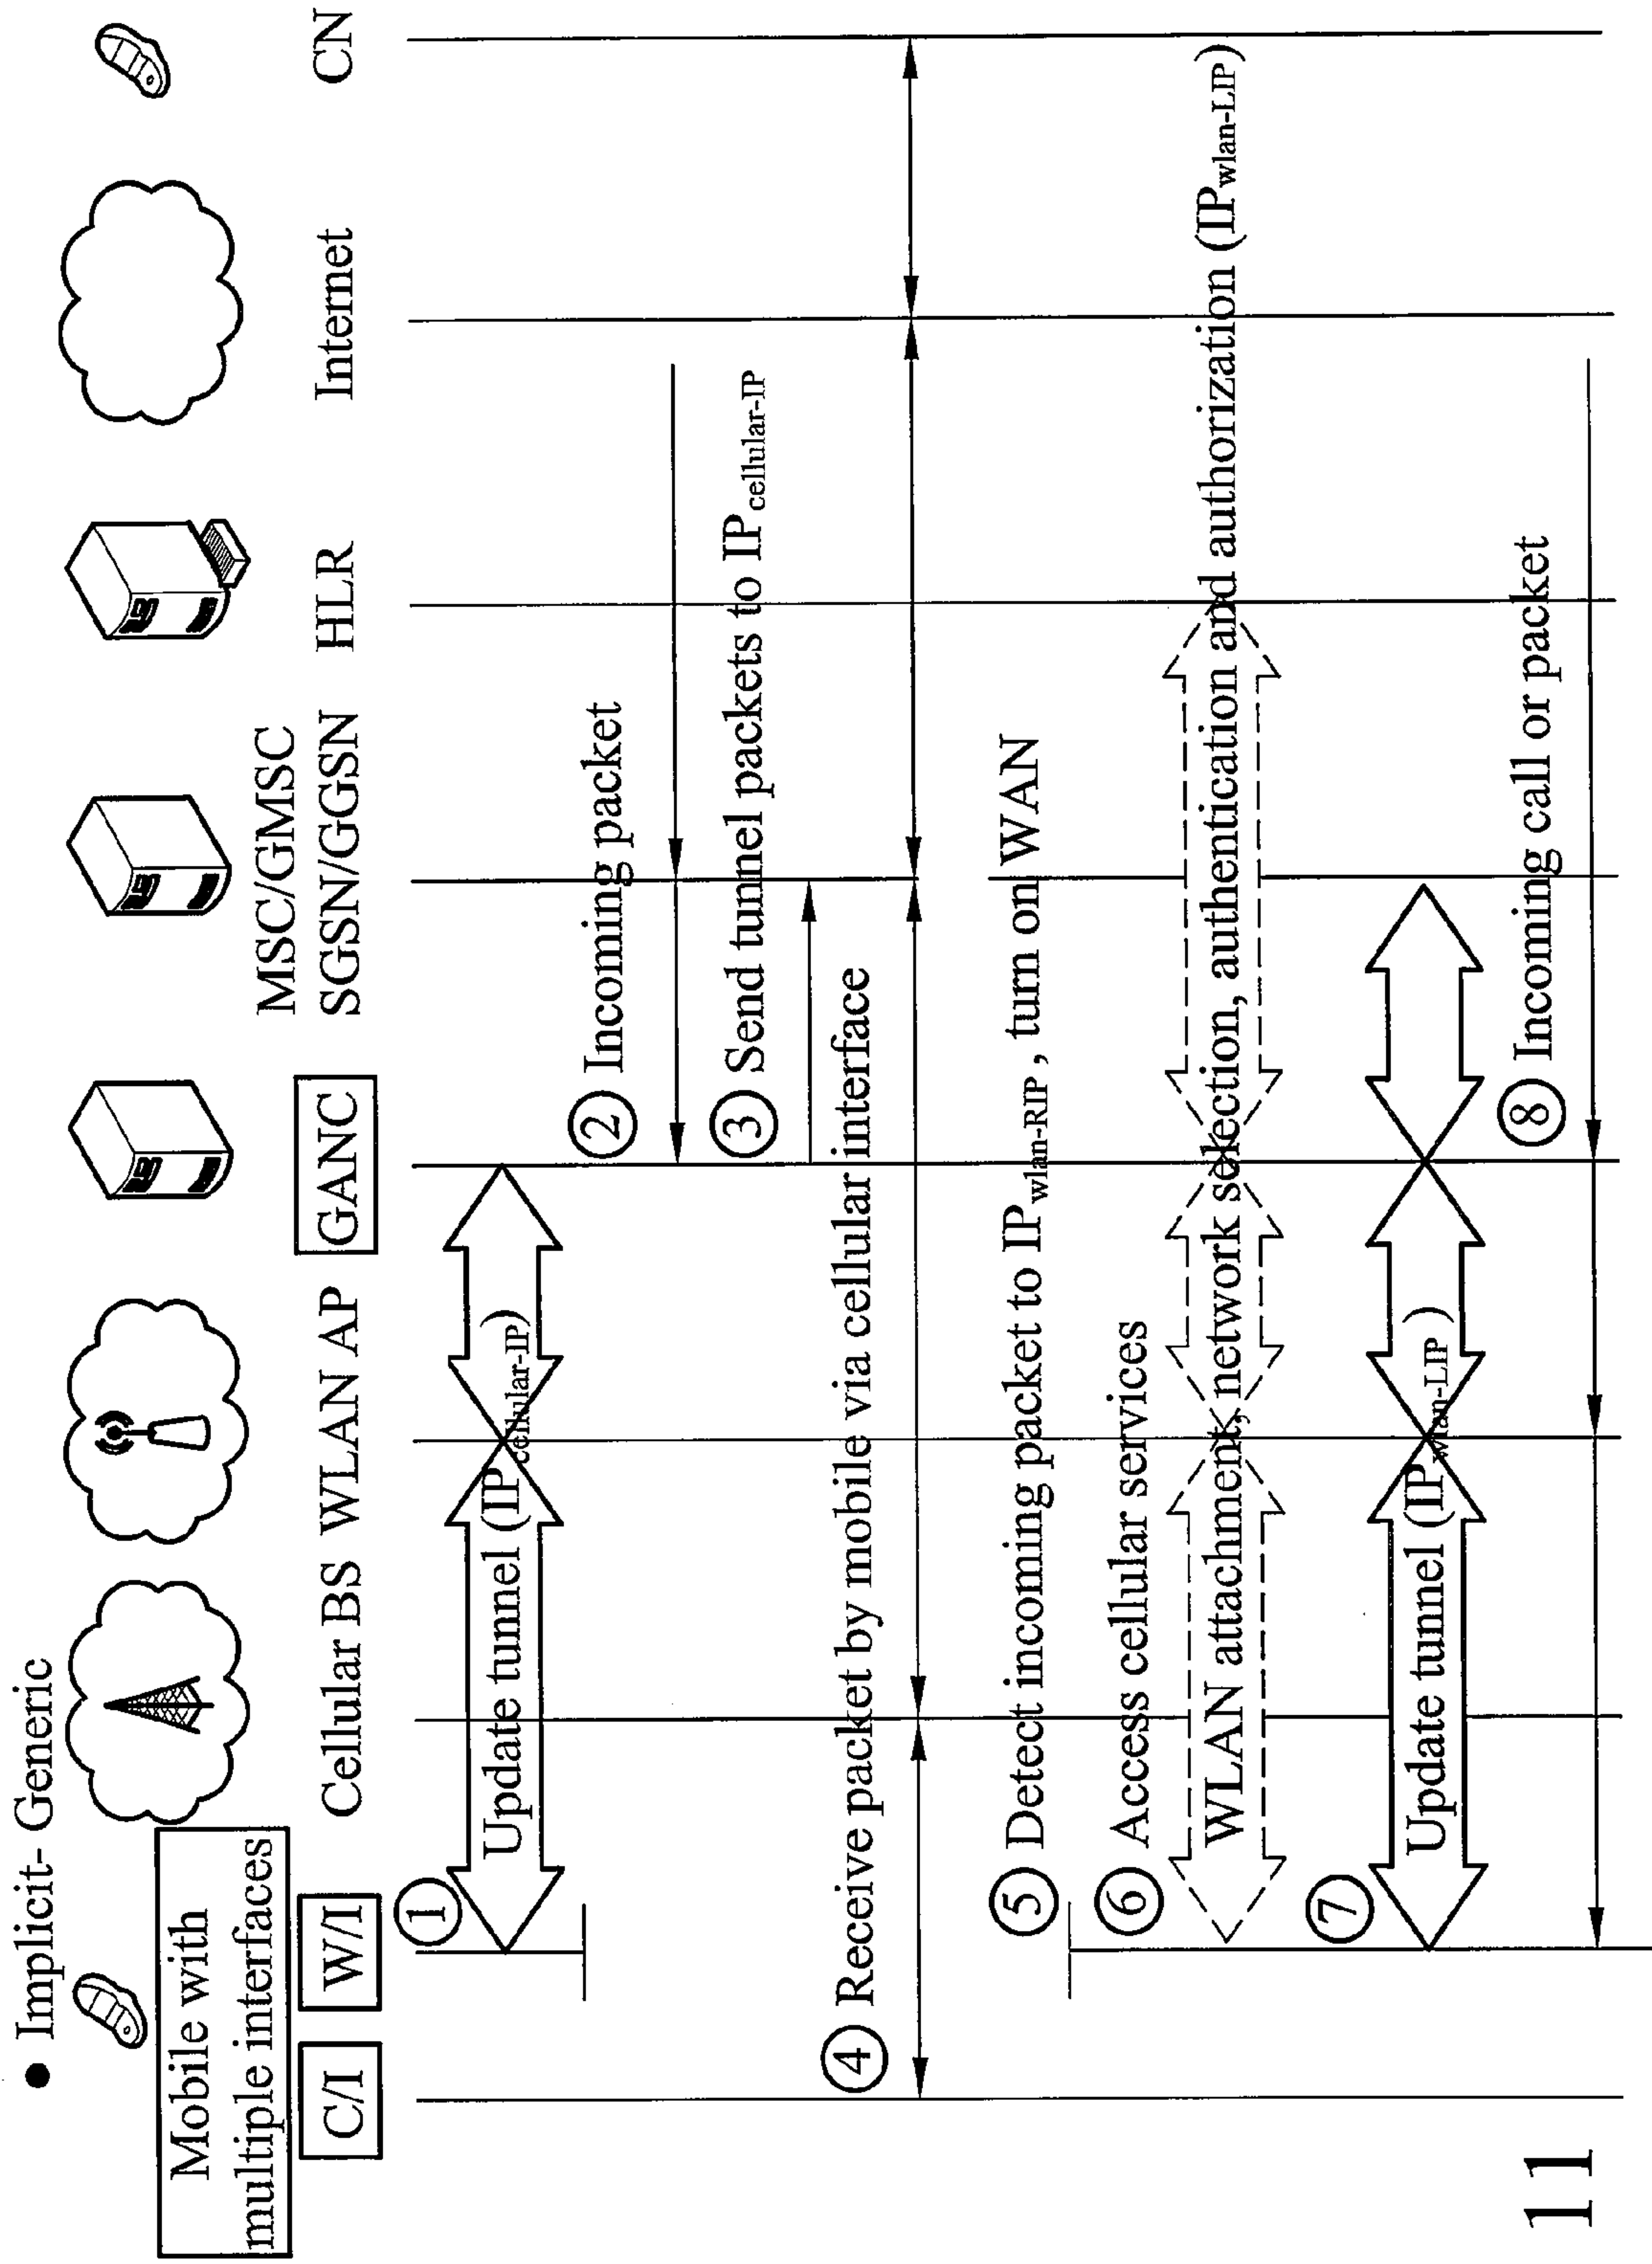 • Implicit- Generic
Mobile with
multiple interfaces
C/I
W/I
Cellular BS
WLAN AP
GANC
MSC/GMSC
SGSN/GGSN
HLR
Internet
CN
①
Update tunnel (IPcellular-IP)
② Incoming packet
③ Send tunnel packets to IPcellular-IP
④ Receive packet by mobile via cellular interface
⑤ Detect incoming packet to IPwlan-RIP , turn on WAN
⑥ Access cellular services
WLAN attachment, network selection, authentication and authorization (IPwlan-LIP)
⑦
Update tunnel (IPwlan-LIP )
⑧ Incoming call or packet
11